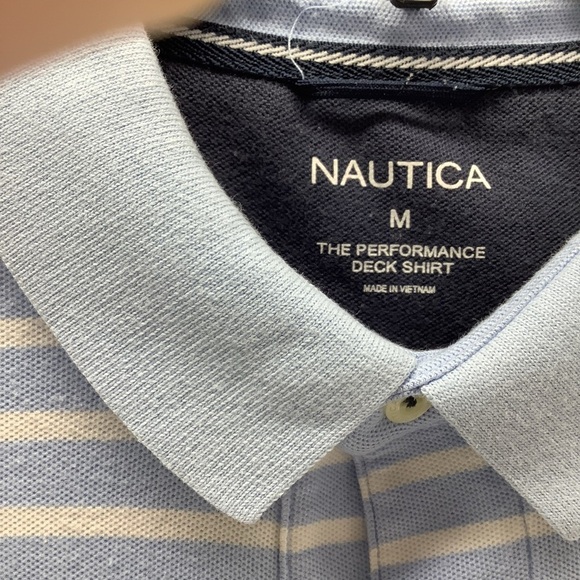 NAUTICA
M
THE PERFORMANCE
DECK SHIRT
MADE IN VIETNAM